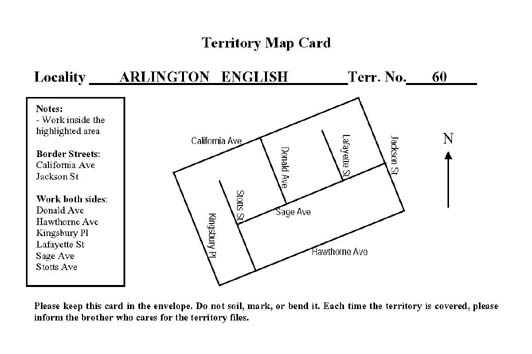 Territory Map Card
Locality ARLINGTON ENGLISH Terr. No. 60
Notes:
- Work inside the
highlighted area
Border Streets:
California Ave
Jackson St
Work both sides:
Donald Ave
Hawthorne Ave
Kingsbury Pl
Lafayette St
Sage Ave
Stotts Ave
California Ave
Donald Ave
Lafayette St
Jackson St
N
Stotts St
Sage Ave
Kingsbury Pl
Hawthorne Ave
Please keep this card in the envelope. Do not soil, mark, or bend it. Each time the territory is covered, please
inform the brother who cares for the territory files.